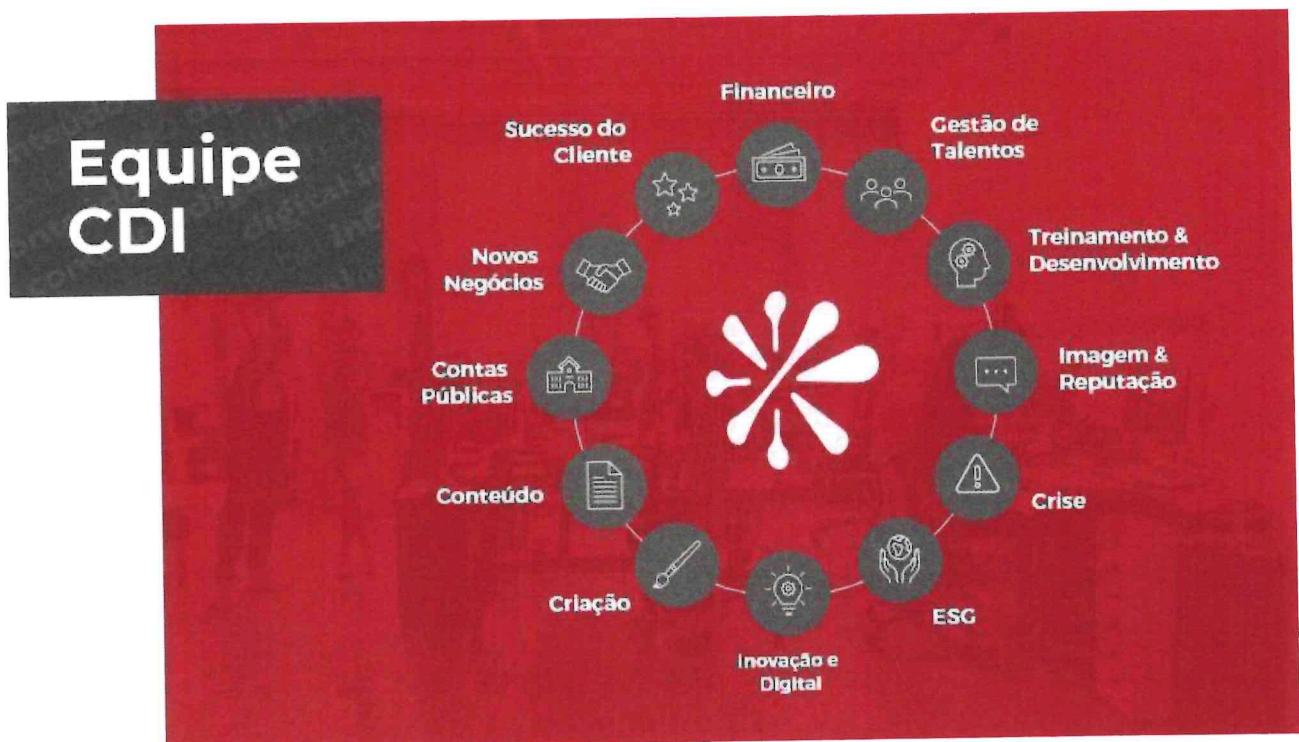 Equipe
CDI
Financeiro
Gestão de
Talentos
Treinamento &
Desenvolvimento
Imagem &
Reputação
Crise
ESG
Inovação e
Digital
Criação
Conteúdo
Contas
Públicas
Novos
Negócios
Sucesso do
Cliente